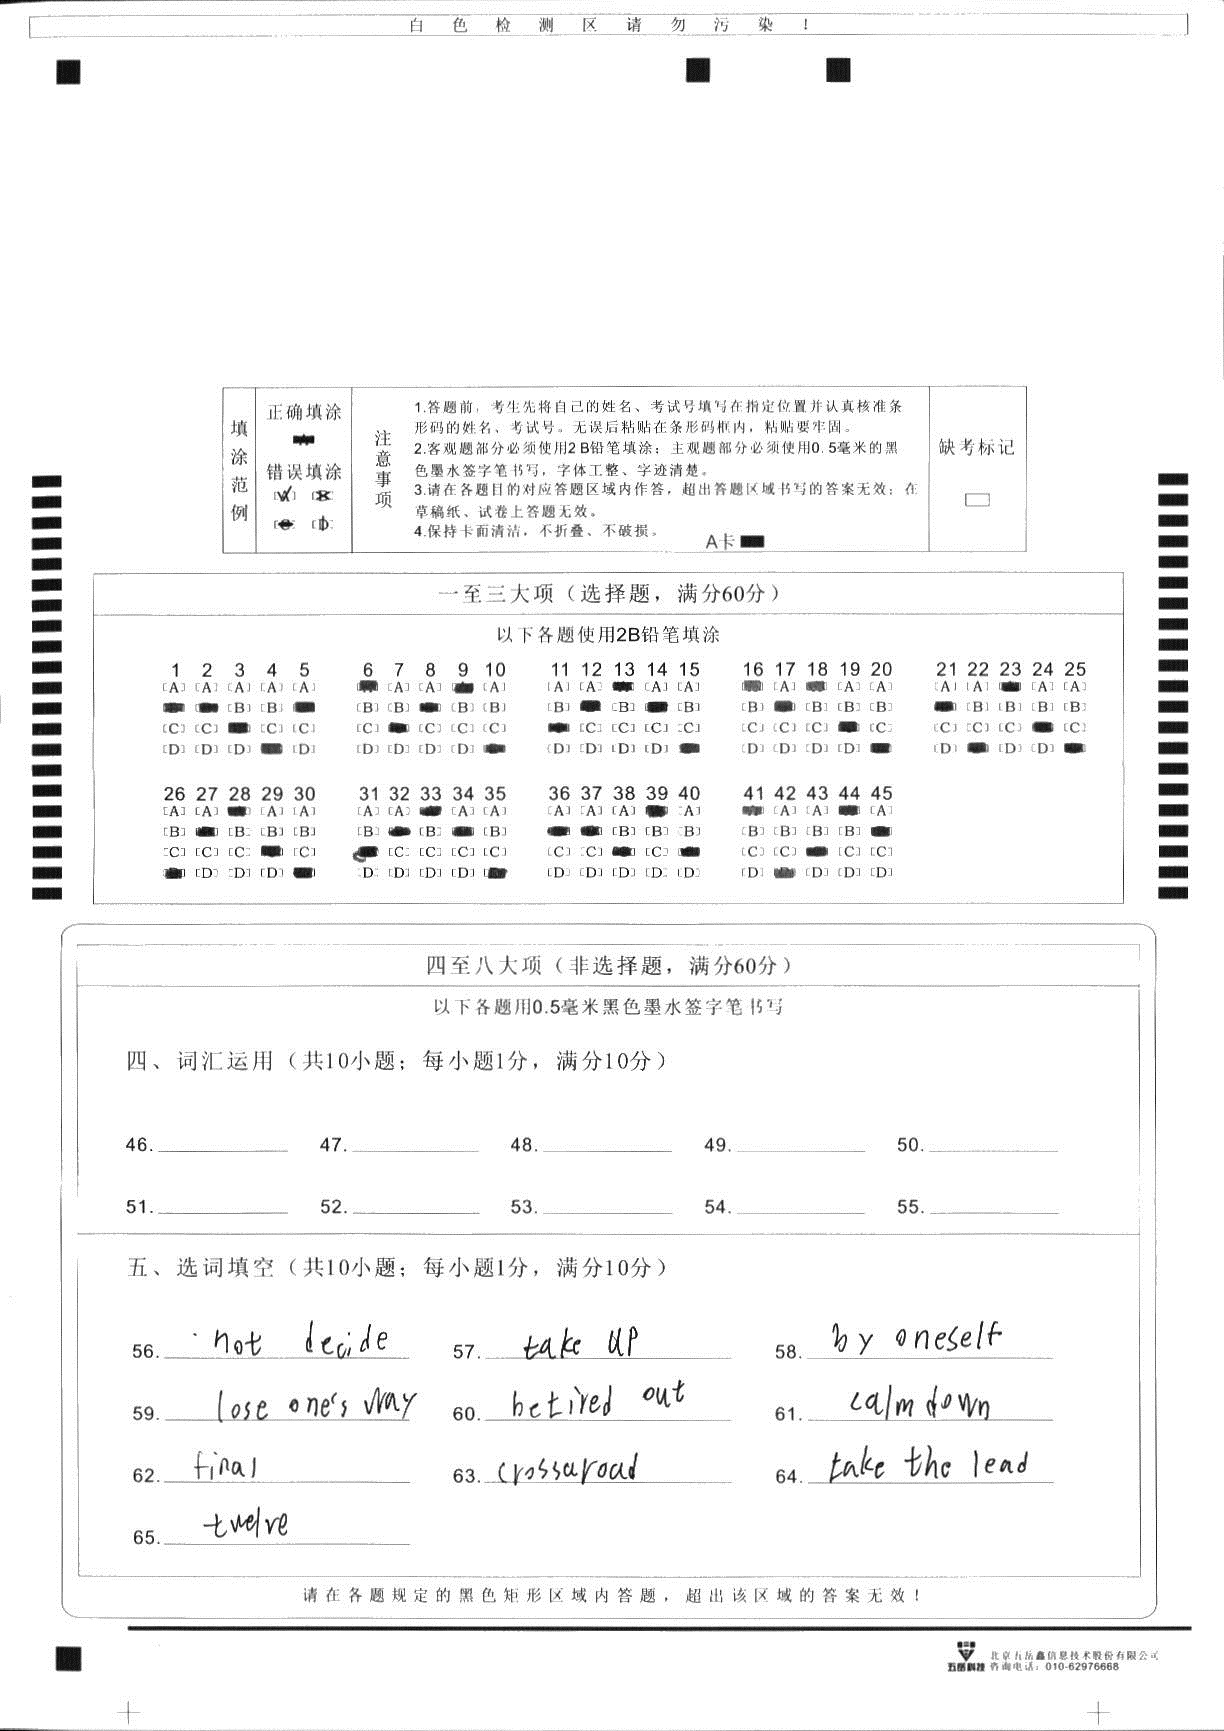 白色检测区请勿污染!
填涂范例
正确填涂
错误填涂
注意事项
1.答题前,考生先将自己的姓名、考试号填写在指定位置并认真核准条
形码的姓名、考试号。无误后粘贴在条形码框内,粘贴要牢固。
2.客观题部分必须使用2B铅笔填涂;主观题部分必须使用0.5毫米的黑
色墨水签字笔书写,字体工整、字迹清楚。
3.请在各题目的对应答题区域内作答,超出答题区域书写的答案无效;在
草稿纸、试卷上答题无效。
4.保持卡面清洁,不折叠、不破损。
A卡
缺考标记
一至三大项(选择题,满分60分)
以下各题使用2B铅笔填涂
1 2 3 4 5 6 7 8 9 10 11 12 13 14 15 16 17 18 19 20 21 22 23 24 25
[A] [A] [A] [A] [A] [A] [A] [A] [A] [A] [A] [A] [A] [A] [A] [A] [A] [A] [A]
[B] [B] [B] [B] [B] [B] [B] [B] [B] [B] [B] [B] [B] [B] [B] [B] [B]
[C] [C] [C] [C] [C] [C] [C] [C] [C] [C] [C] [C] [C] [C] [C] [C] [C] [C] [C] [C]
[D] [D] [D] [D] [D] [D] [D] [D] [D] [D] [D] [D] [D] [D] [D] [D] [D] [D] [D]
26 27 28 29 30 31 32 33 34 35 36 37 38 39 40 41 42 43 44 45
[A] [A] [A] [A] [A] [A] [A] [A] [A] [A] [A] [A] [A] [A] [A]
[B] [B] [B] [B] [B] [B] [B] [B] [B] [B] [B] [B] [B] [B]
[C] [C] [C] [C] [C] [C] [C] [C] [C] [C] [C] [C] [C] [C] [C]
[D] [D] [D] [D] [D] [D] [D] [D] [D] [D] [D] [D] [D] [D] [D] [D]
四至八大项(非选择题,满分60分)
以下各题用0.5毫米黑色墨水签字笔书写
四、词汇运用(共10小题;每小题1分,满分10分)
46. 47. 48. 49. 50.
51. 52. 53. 54. 55.
五、选词填空(共10小题;每小题1分,满分10分)
56. not decide 57. take up 58. by oneself
59. lose one's way 60. be tired out 61. calm down
62. final 63. crossaroad 64. take the lead
65. twelve
请在各题规定的黑色矩形区域内答题,超出该区域的答案无效!
五岳科技 北京五岳鑫信息技术股份有限公司
咨询电话:010-62976668